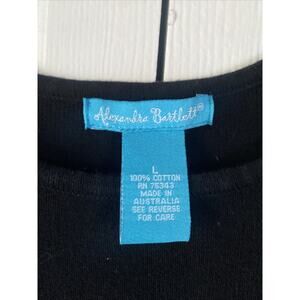 Alexandra Bartlett®
L
100% COTTON
RN 75343
MADE IN
AUSTRALIA
SEE REVERSE
FOR CARE